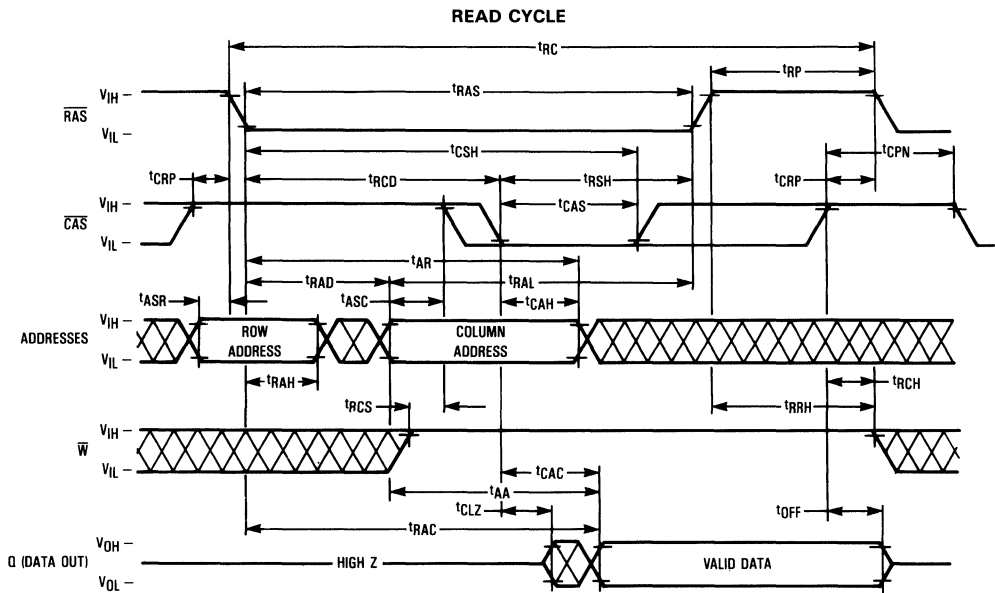 READ CYCLE
tRC
tRP
VIH
tRAS
RAS
VIL
tCSH
tCPN
tCRP
tRCD
tRSH
tCRP
VIH
tCAS
CAS
VIL
tAR
tRAD
tRAL
tASR
tASC
tCAH
VIH
ADDRESSES
ROW ADDRESS
COLUMN ADDRESS
VIL
tRAH
tRCH
tRCS
tRRH
VIH
W
VIL
tCAC
tAA
tCLZ
tOFF
tRAC
VOH
Q (DATA OUT)
HIGH Z
VALID DATA
VOL